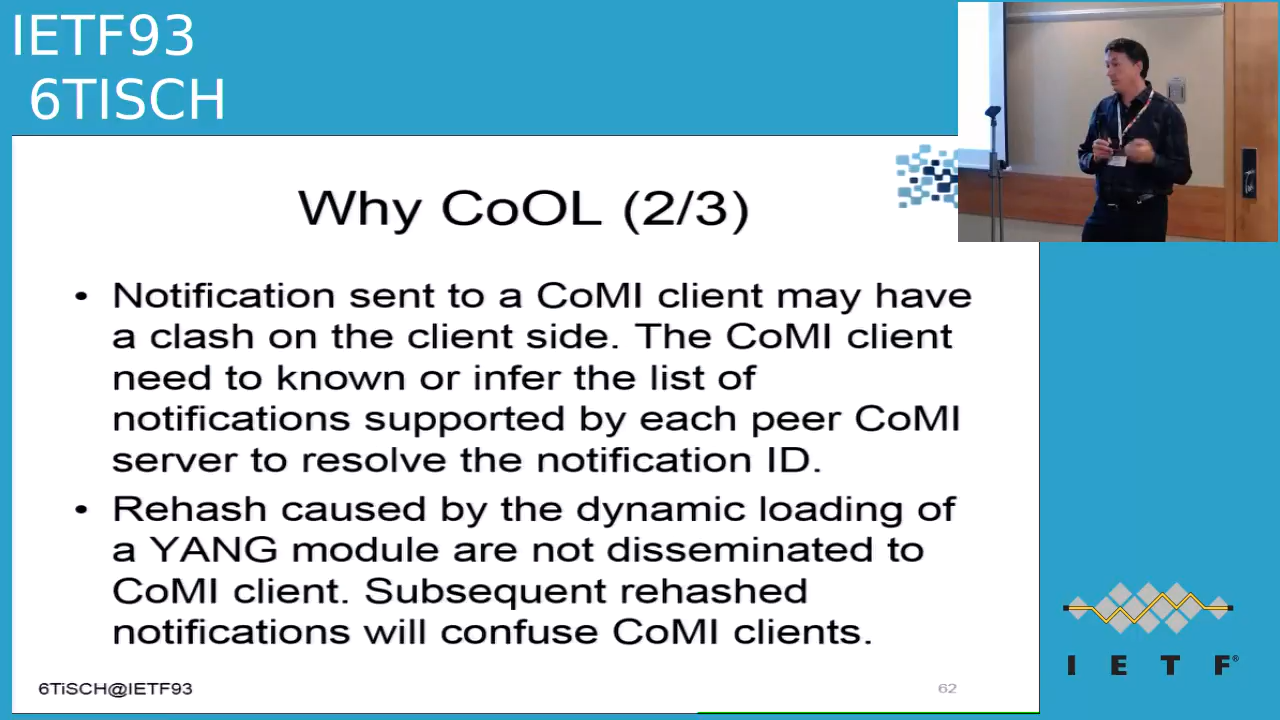 IETF93
6TISCH
Why CoOL (2/3)
• Notification sent to a CoMI client may have
a clash on the client side. The CoMI client
need to known or infer the list of
notifications supported by each peer CoMI
server to resolve the notification ID.
• Rehash caused by the dynamic loading of
a YANG module are not disseminated to
CoMI client. Subsequent rehashed
notifications will confuse CoMI clients.
6TiSCH@IETF93
62
I E T F®